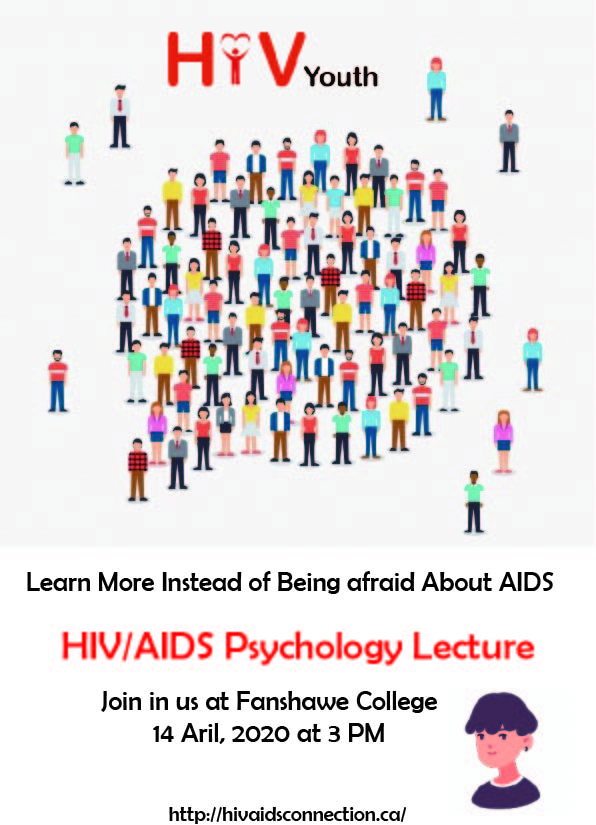 HIV Youth
Learn More Instead of Being afraid About AIDS
HIV/AIDS Psychology Lecture
Join in us at Fanshawe College
14 Aril, 2020 at 3 PM
http://hivaidsconnection.ca/